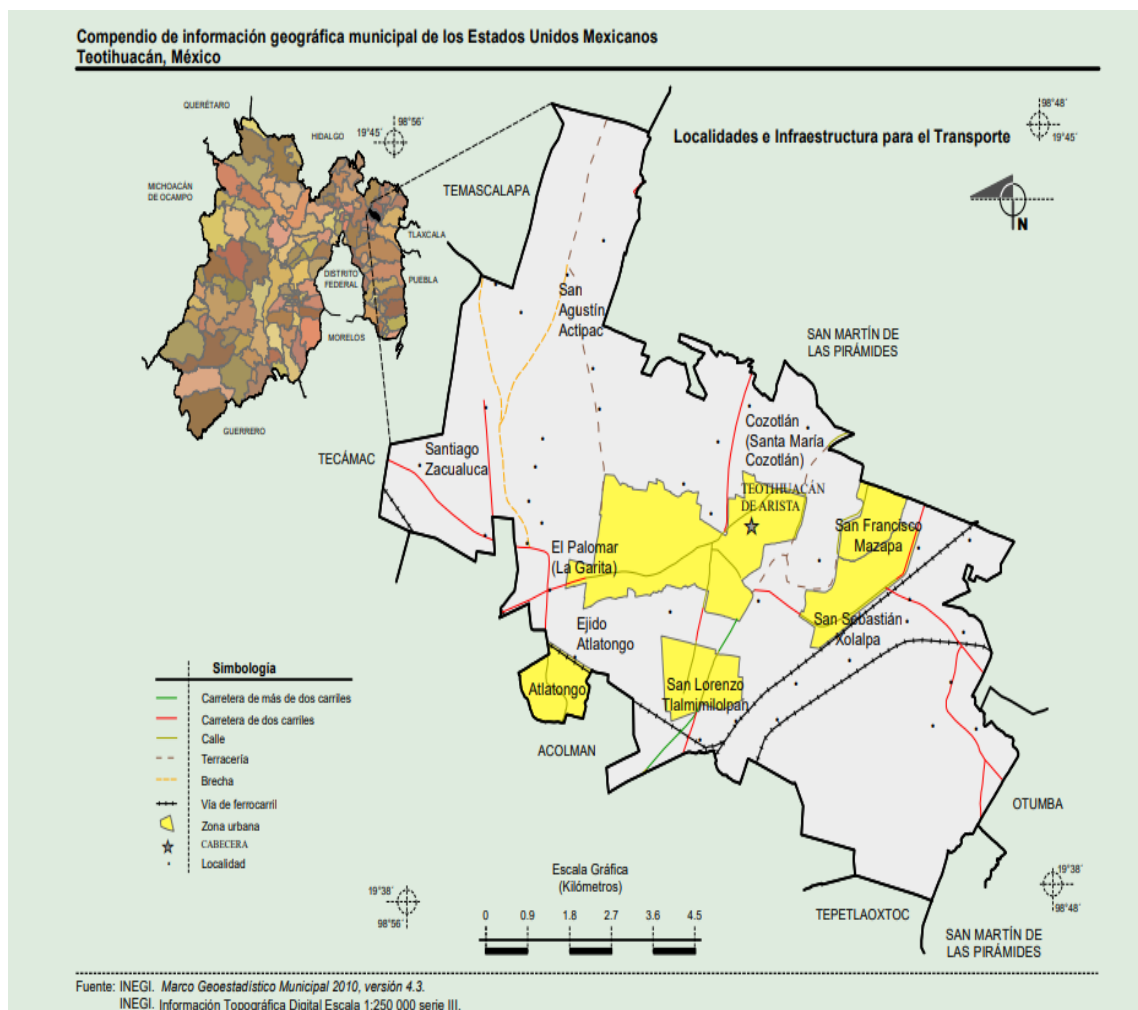 Compendio de información geográfica municipal de los Estados Unidos Mexicanos
Teotihuacán, México
Localidades e Infraestructura para el Transporte
98°48´
19°45´
19°45´
98°56´
N
QUERÉTARO
HIDALGO
MICHOACÁN
DE OCAMPO
TLAXCALA
DISTRITO
FEDERAL
PUEBLA
MORELOS
GUERRERO
TEMASCALAPA
San
Agustín
Actipac
SAN MARTÍN DE
LAS PIRÁMIDES
TECÁMAC
Santiago
Zacualuca
Cozotlán
(Santa María
Cozotlán)
TEOTIHUACÁN
DE ARISTA
San Francisco
Mazapa
El Palomar
(La Garita)
Ejido
Atlatongo
San Sebastián
Xolalpa
Atlatongo
San Lorenzo
Tlalmimilolpan
ACOLMAN
OTUMBA
Simbología
Carretera de más de dos carriles
Carretera de dos carriles
Calle
Terracería
Brecha
Vía de ferrocarril
Zona urbana
CABECERA
Localidad
19°38´
98°56´
Escala Gráfica
(Kilómetros)
0 0.9 1.8 2.7 3.6 4.5
TEPETLAOXTOC
19°38´
98°48´
SAN MARTÍN DE
LAS PIRÁMIDES
Fuente: INEGI. Marco Geoestadístico Municipal 2010, versión 4.3.
INEGI. Información Topográfica Digital Escala 1:250 000 serie III.